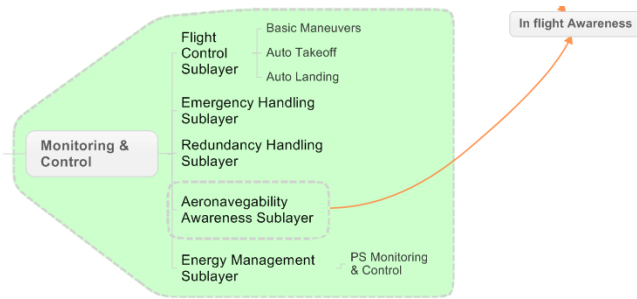 In flight Awareness
Flight
Control
Sublayer
Basic Maneuvers
Auto Takeoff
Auto Landing
Emergency Handling
Sublayer
Monitoring &
Control
Redundancy Handling
Sublayer
Aeronavegability
Awareness Sublayer
Energy Management
Sublayer
PS Monitoring
& Control